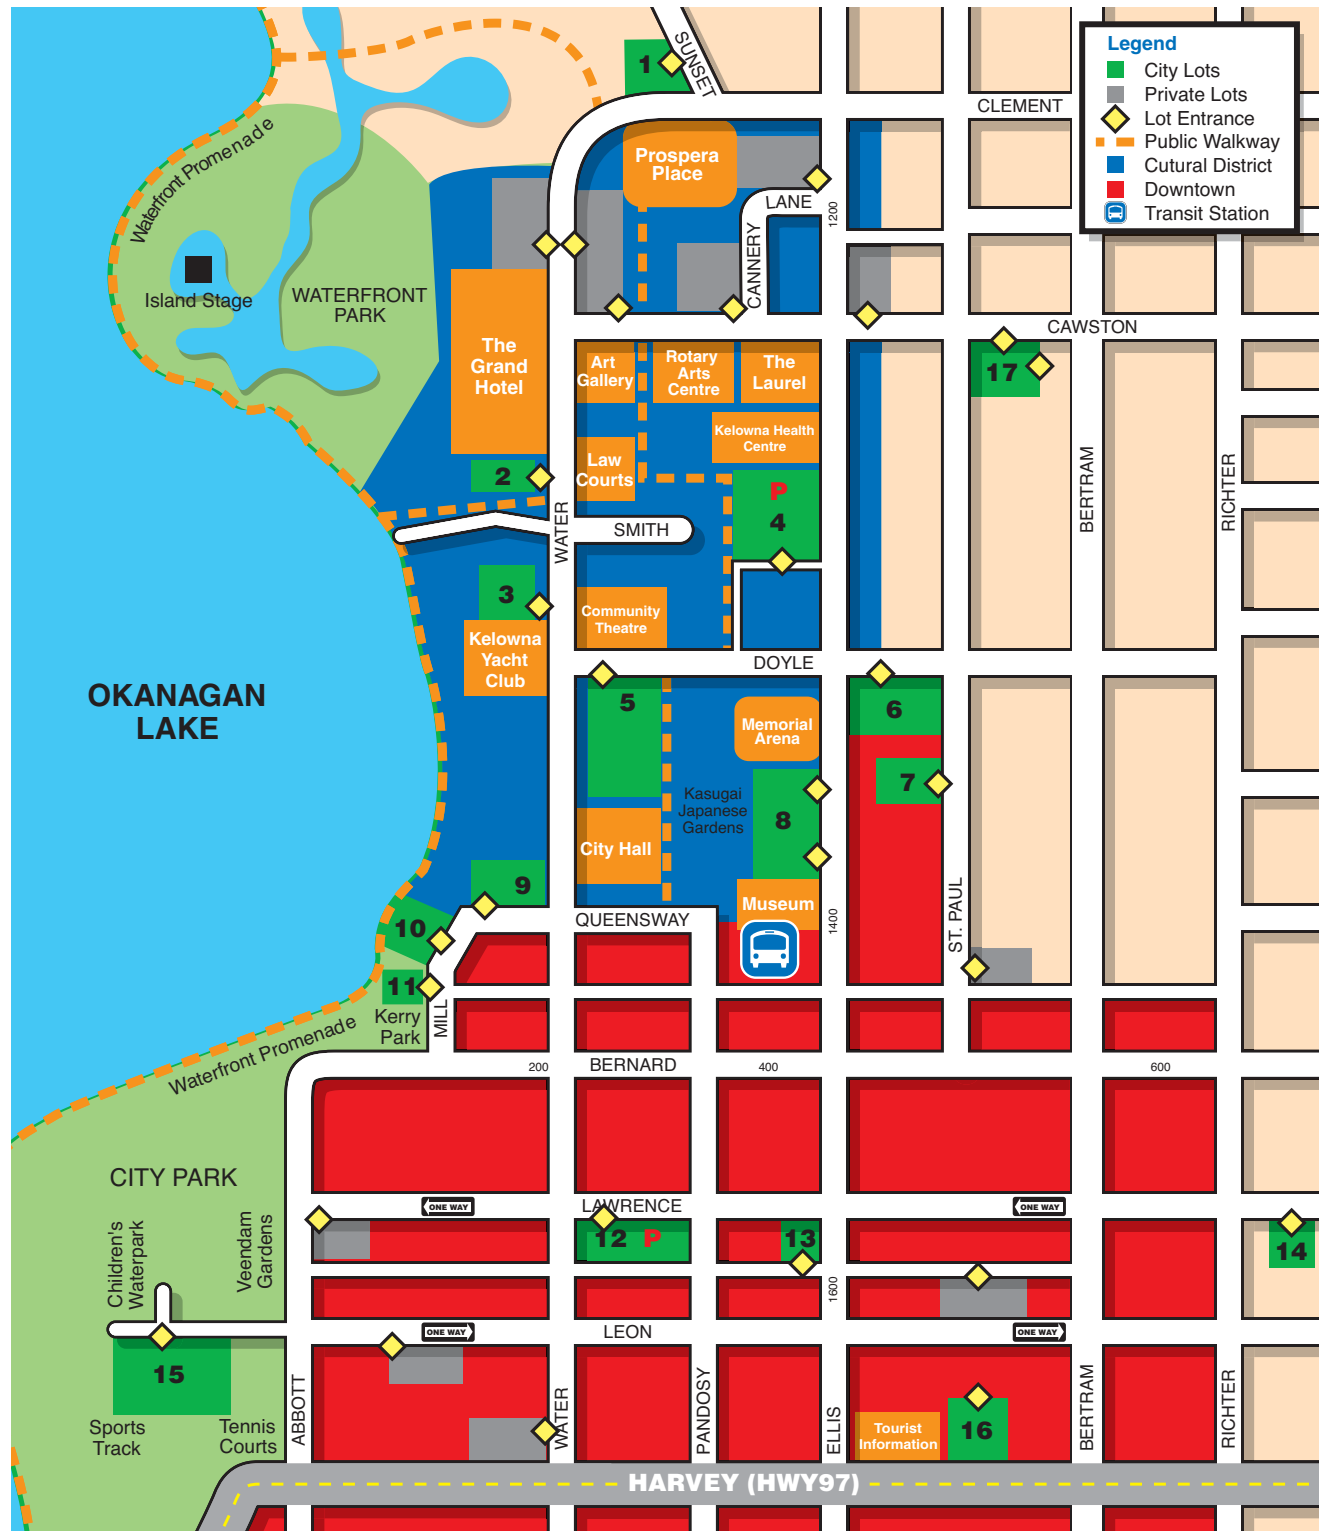 SUNSET
1
CLEMENT
Legend
City Lots
Private Lots
Lot Entrance
Public Walkway
Cutural District
Downtown
Transit Station
Waterfront Promenade
Prospera
Place
LANE
1200
CANNERY
Island Stage
WATERFRONT
PARK
CAWSTON
The
Grand
Hotel
Art
Gallery
Rotary
Arts
Centre
The
Laurel
17
Kelowna Health
Centre
Law
Courts
2
P
4
BERTRAM
RICHTER
WATER
SMITH
3
Community
Theatre
Kelowna
Yacht
Club
DOYLE
OKANAGAN
LAKE
5
6
Memorial
Arena
7
Kasugai
Japanese
Gardens
8
City Hall
9
Museum
QUEENSWAY
1400
ST. PAUL
10
11
Kerry
Park
MILL
Waterfront Promenade
200
BERNARD
400
600
CITY PARK
LAWRENCE
ONE WAY
ONE WAY
Children's
Waterpark
Veendam
Gardens
12
P
13
14
1600
ONE WAY
LEON
ONE WAY
15
Sports
Track
Tennis
Courts
ABBOTT
WATER
PANDOSY
ELLIS
Tourist
Information
16
BERTRAM
RICHTER
HARVEY (HWY97)